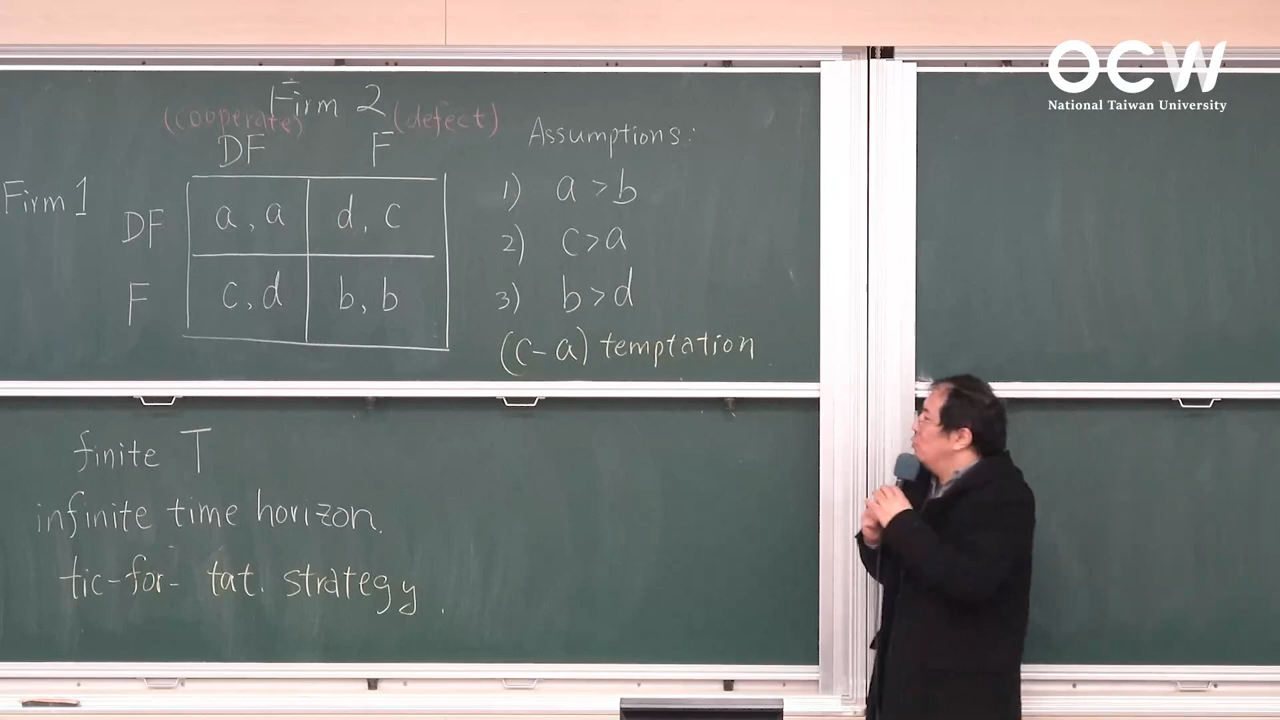 OCW
National Taiwan University
Firm 2
(cooperate) (defect)
DF F
Firm 1
DF a, a d, c
F c, d b, b
Assumptions:
1) a > b
2) c > a
3) b > d
(c - a) temptation
finite T
infinite time horizon.
tic-for- tat. strategy.